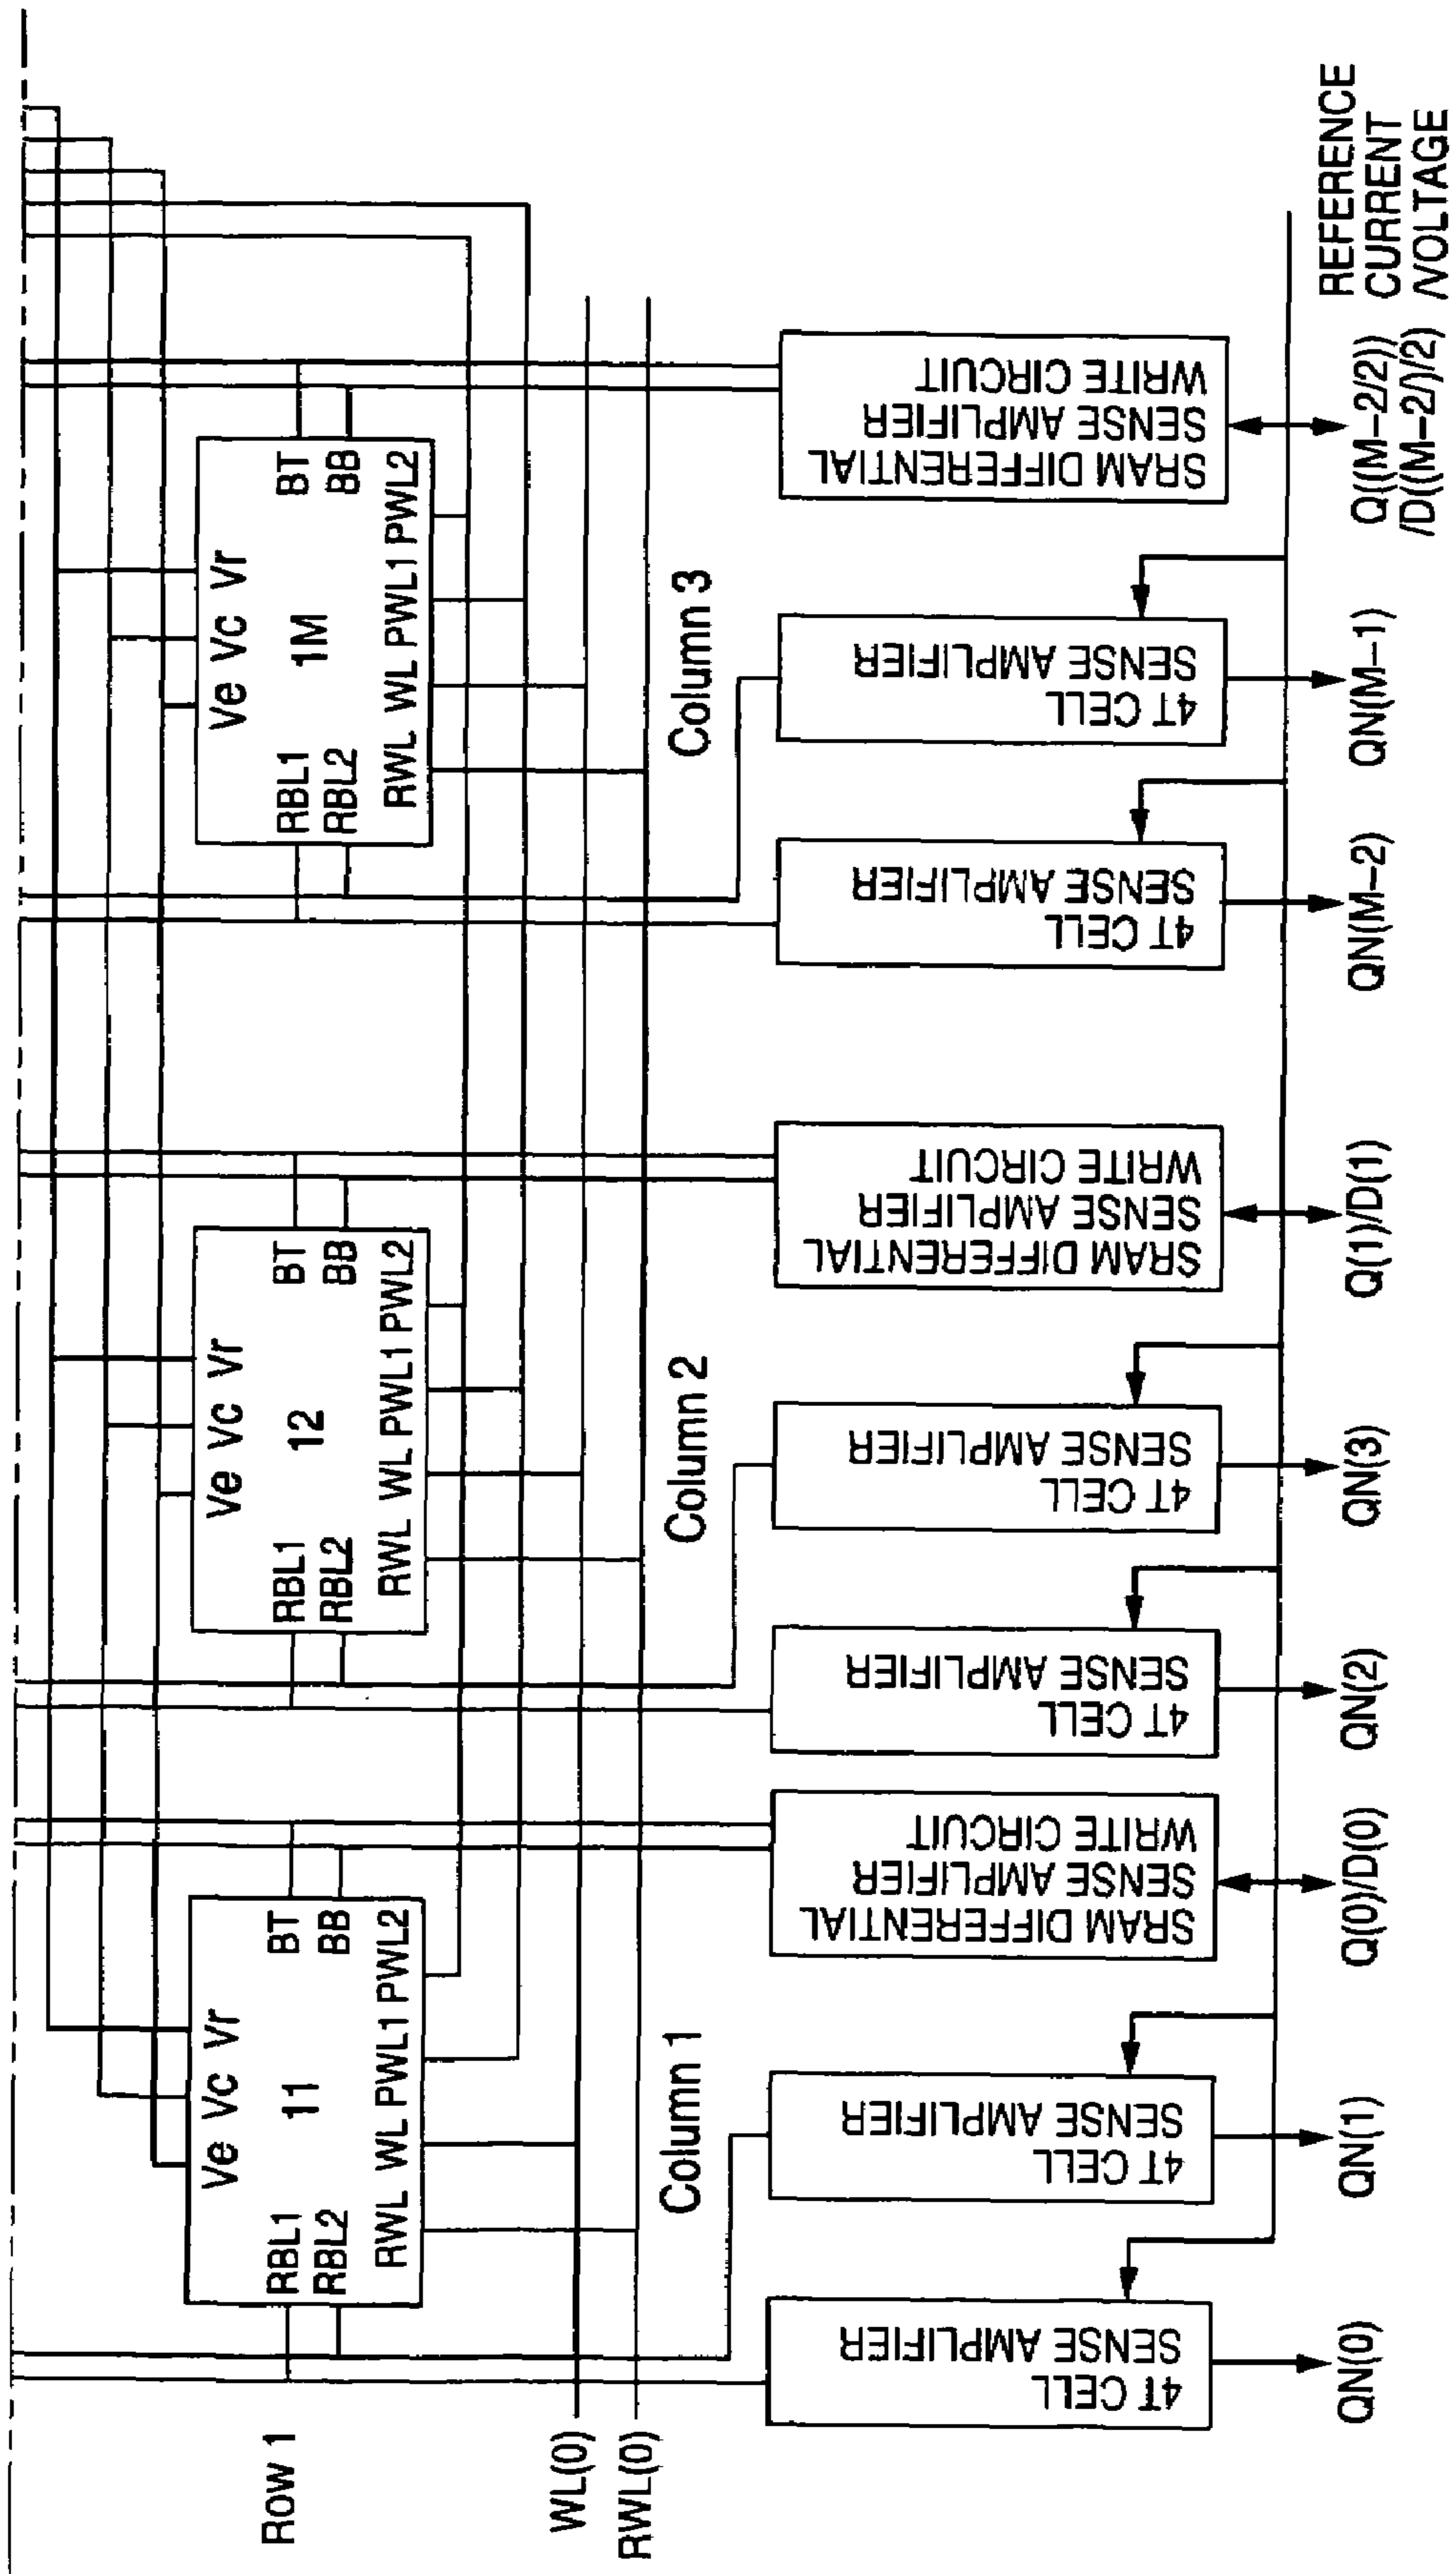 Row 1
WL(0)
RWL(0)
Ve Vc Vr
11
RBL1
RBL2
BT
BB
RWL WL PWL1 PWL2
Column 1
Ve Vc Vr
12
RBL1
RBL2
BT
BB
RWL WL PWL1 PWL2
Column 2
Ve Vc Vr
1M
RBL1
RBL2
BT
BB
RWL WL PWL1 PWL2
Column 3
4T CELL
SENSE AMPLIFIER
4T CELL
SENSE AMPLIFIER
SRAM DIFFERENTIAL
SENSE AMPLIFIER
WRITE CIRCUIT
4T CELL
SENSE AMPLIFIER
4T CELL
SENSE AMPLIFIER
SRAM DIFFERENTIAL
SENSE AMPLIFIER
WRITE CIRCUIT
4T CELL
SENSE AMPLIFIER
4T CELL
SENSE AMPLIFIER
SRAM DIFFERENTIAL
SENSE AMPLIFIER
WRITE CIRCUIT
QN(0)
QN(1)
Q(0)/D(0)
QN(2)
QN(3)
Q(1)/D(1)
QN(M-2)
QN(M-1)
Q((M-2/2))
/D((M-2/)/2)
REFERENCE
CURRENT
/VOLTAGE